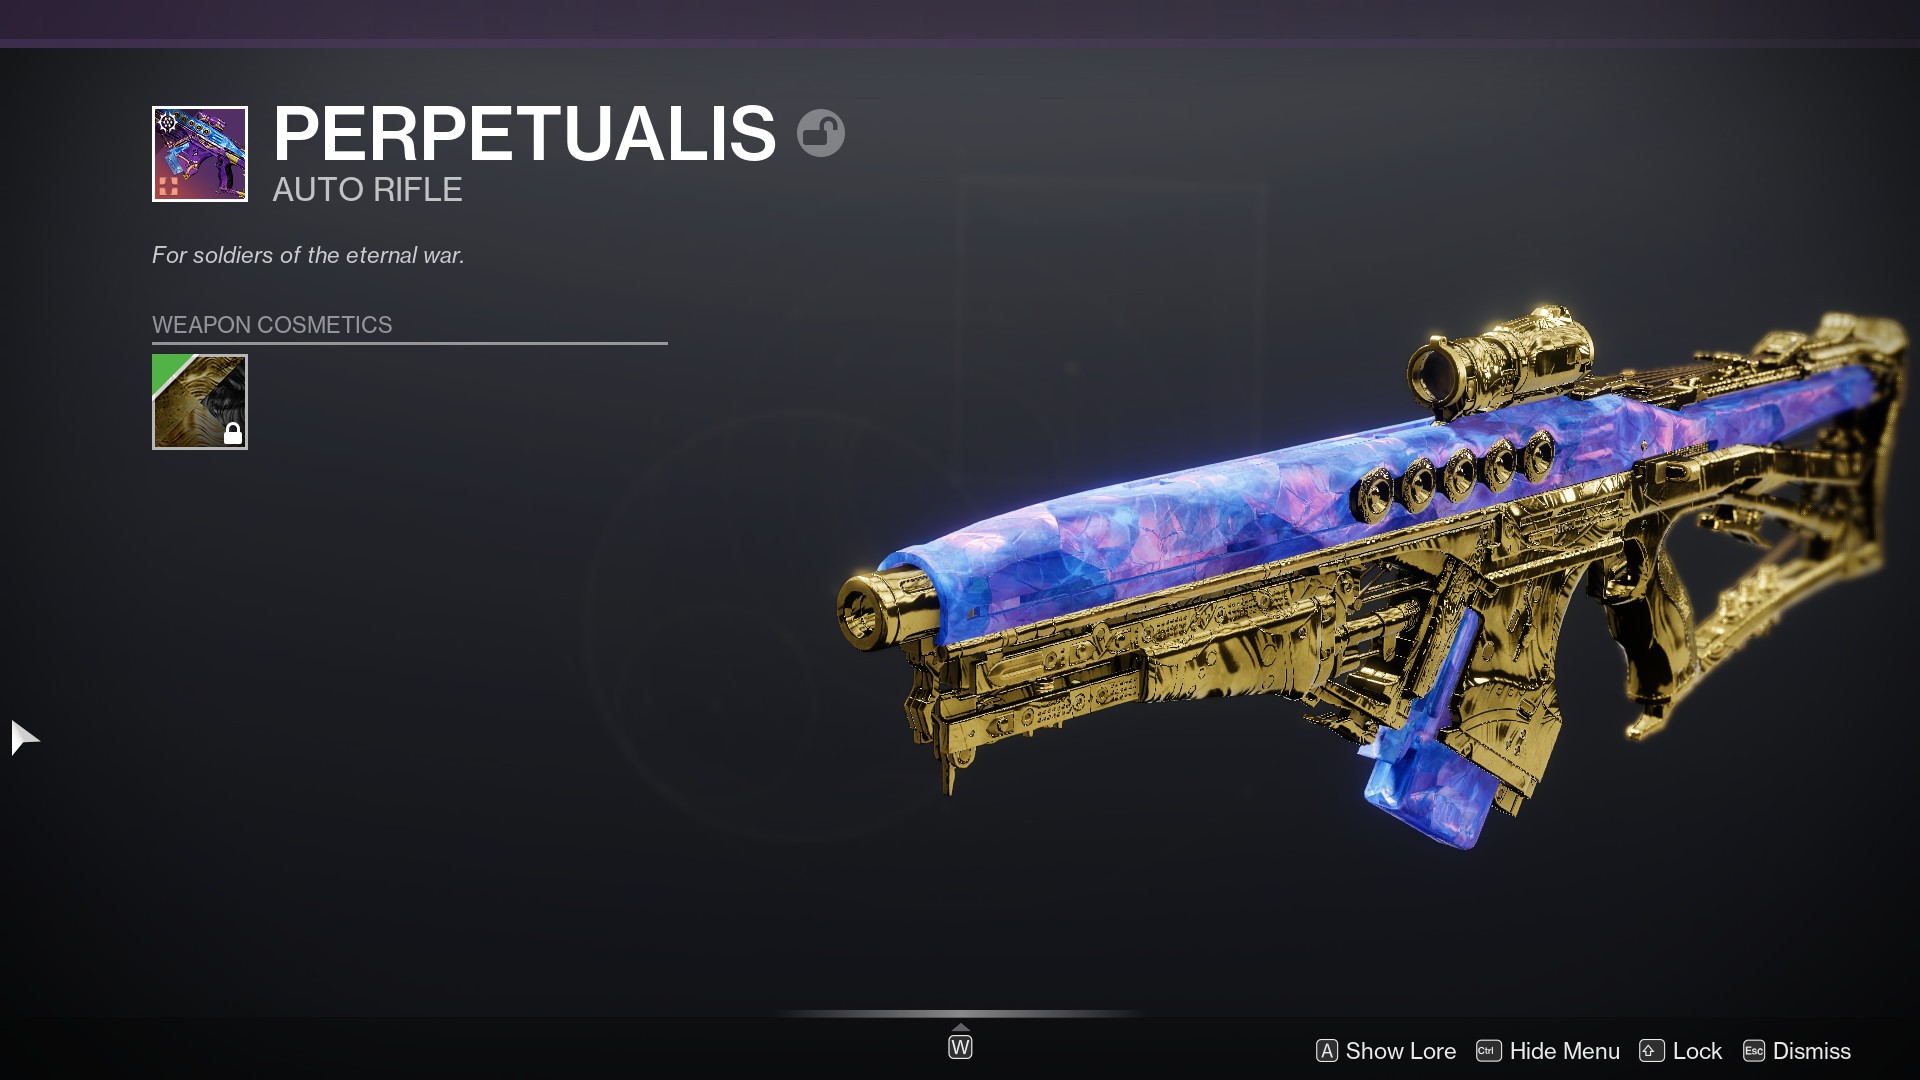 PERPETUALIS
AUTO RIFLE
For soldiers of the eternal war.
WEAPON COSMETICS
W
A Show Lore Ctrl Hide Menu Lock Esc Dismiss